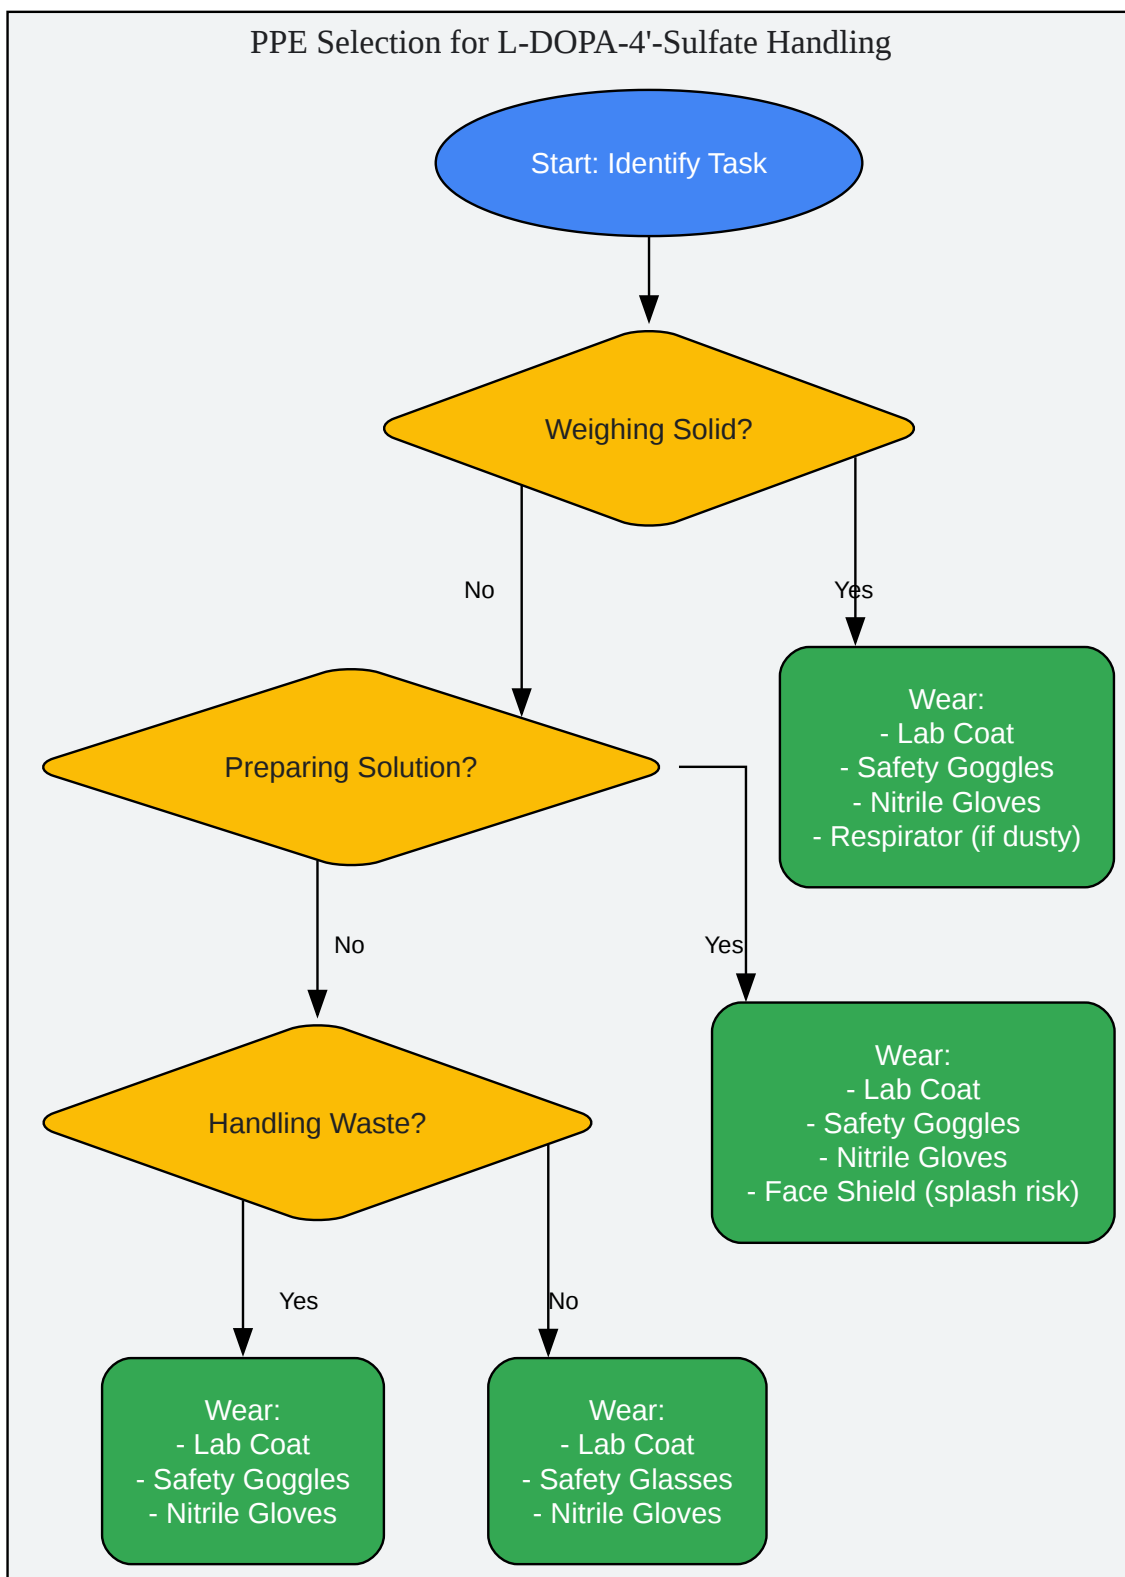 PPE Selection for L-DOPA-4'-Sulfate Handling
Start: Identify Task
Weighing Solid?
No
Yes
Wear:
- Lab Coat
- Safety Goggles
- Nitrile Gloves
- Respirator (if dusty)
Preparing Solution?
No
Yes
Wear:
- Lab Coat
- Safety Goggles
- Nitrile Gloves
- Face Shield (splash risk)
Handling Waste?
Yes
No
Wear:
- Lab Coat
- Safety Goggles
- Nitrile Gloves
Wear:
- Lab Coat
- Safety Glasses
- Nitrile Gloves